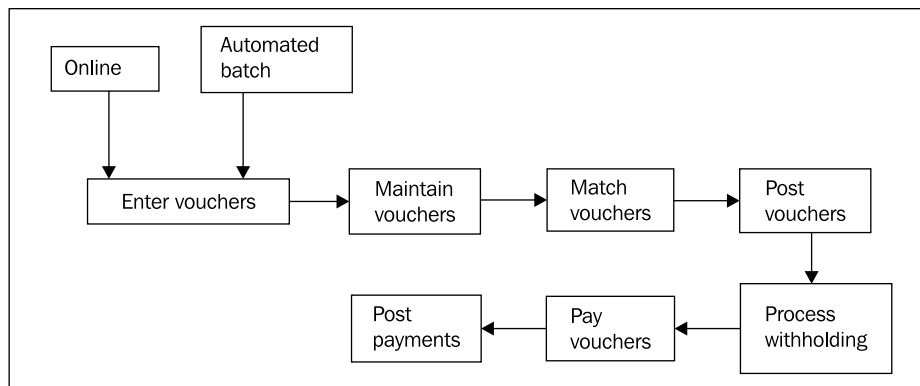 Online
Automated
batch
Enter vouchers
Maintain
vouchers
Match
vouchers
Post
vouchers
Process
withholding
Pay
vouchers
Post
payments